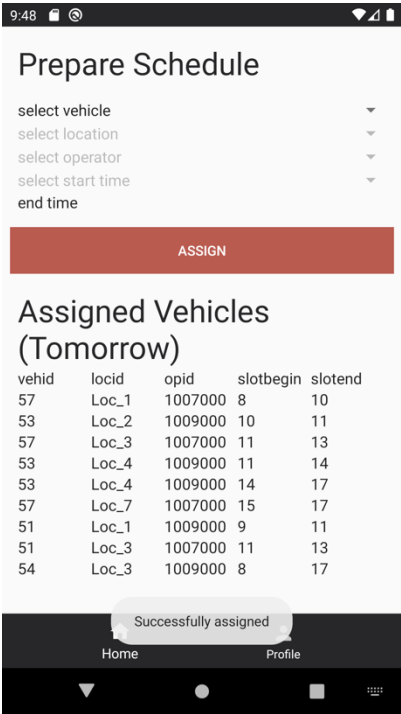 9:48
Prepare Schedule
select vehicle
select location
select operator
select start time
end time
ASSIGN
Assigned Vehicles
(Tomorrow)
vehid locid opid slotbegin slotend
57 Loc_1 1007000 8 10
53 Loc_2 1009000 10 11
57 Loc_3 1007000 11 13
53 Loc_4 1009000 11 14
53 Loc_4 1009000 14 17
57 Loc_7 1007000 15 17
51 Loc_1 1009000 9 11
51 Loc_3 1007000 11 13
54 Loc_3 1009000 8 17
Successfully assigned
Home Profile